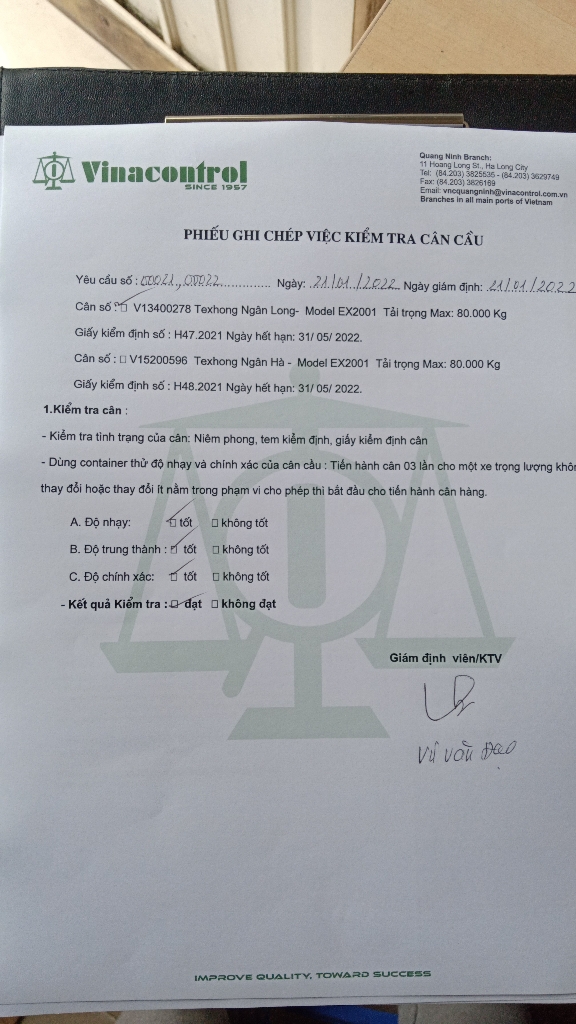 Vinacontrol
SINCE 1957
Quang Ninh Branch:
11 Hoang Long St., Ha Long City
Tel: (84.203) 3825535 - (84.203) 3629749
Fax: (84.203) 3826169
Email: vncquangninh@vinacontrol.com.vn
Branches in all main ports of Vietnam
PHIẾU GHI CHÉP VIỆC KIỂM TRA CÂN CẦU
Yêu cầu số : 00021, 00022 Ngày: 21/01/2022 Ngày giám định: 21/01/2022
Cân số : V13400278 Texhong Ngân Long- Model EX2001 Tải trọng Max: 80.000 Kg
Giấy kiểm định số : H47.2021 Ngày hết hạn: 31/ 05/ 2022.
Cân số : V15200596 Texhong Ngân Hà - Model EX2001 Tải trọng Max: 80.000 Kg
Giấy kiểm định số : H48.2021 Ngày hết hạn: 31/ 05/ 2022.
1.Kiểm tra cân :
- Kiểm tra tình trạng của cân: Niêm phong, tem kiểm định, giấy kiểm định cân
- Dùng container thử độ nhạy và chính xác của cân cầu : Tiến hành cân 03 lần cho một xe trọng lượng khôn
thay đổi hoặc thay đổi ít nằm trong phạm vi cho phép thì bắt đầu cho tiến hành cân hàng.
A. Độ nhạy: tốt không tốt
B. Độ trung thành : tốt không tốt
C. Độ chính xác: tốt không tốt
- Kết quả Kiểm tra : đạt không đạt
Giám định viên/KTV
Vũ Văn Đạo
IMPROVE QUALITY, TOWARD SUCCESS